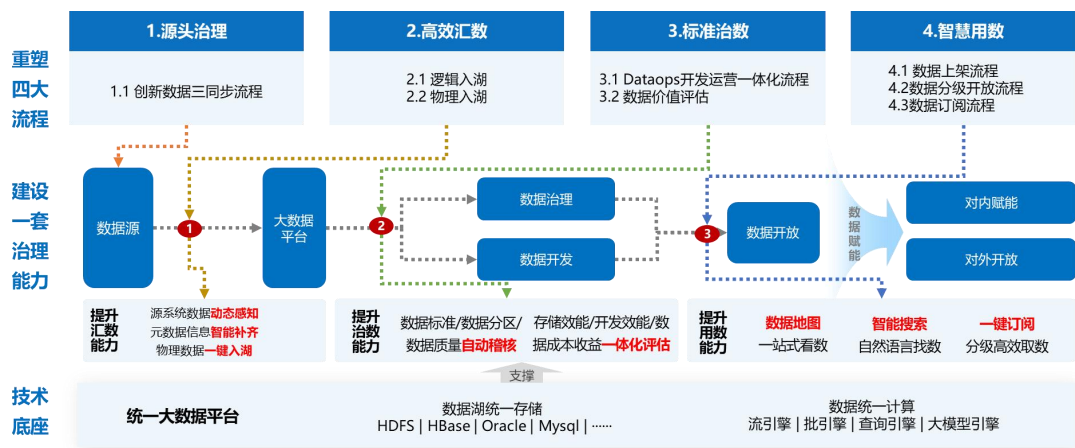 重塑
四大
流程
1.源头治理
1.1 创新数据三同步流程
2.高效汇数
2.1 逻辑入湖
2.2 物理入湖
3.标准治数
3.1 Dataops开发运营一体化流程
3.2 数据价值评估
4.智慧用数
4.1 数据上架流程
4.2数据分级开放流程
4.3数据订阅流程
建设
一套
治理
能力
数据源
1
大数据
平台
2
数据治理
数据开发
3
数据开放
数据赋能
对内赋能
对外开放
提升
汇数
能力
源系统数据动态感知
元数据信息智能补齐
物理数据一键入湖
提升
治数
能力
数据标准/数据分区/
数据质量自动稽核
存储效能/开发效能/数
据成本收益一体化评估
提升
用数
能力
数据地图
一站式看数
智能搜索
自然语言找数
一键订阅
分级高效取数
支撑
技术
底座
统一大数据平台
数据湖统一存储
HDFS | HBase | Oracle | Mysql | ······
数据统一计算
流引擎 | 批引擎 | 查询引擎 | 大模型引擎